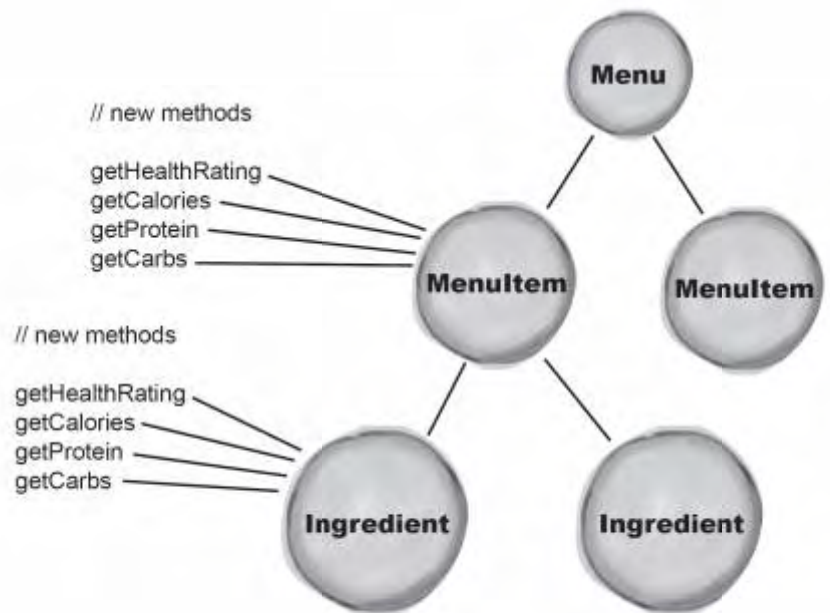 Menu
// new methods
getHealthRating
getCalories
getProtein
getCarbs
MenuItem
MenuItem
// new methods
getHealthRating
getCalories
getProtein
getCarbs
Ingredient
Ingredient